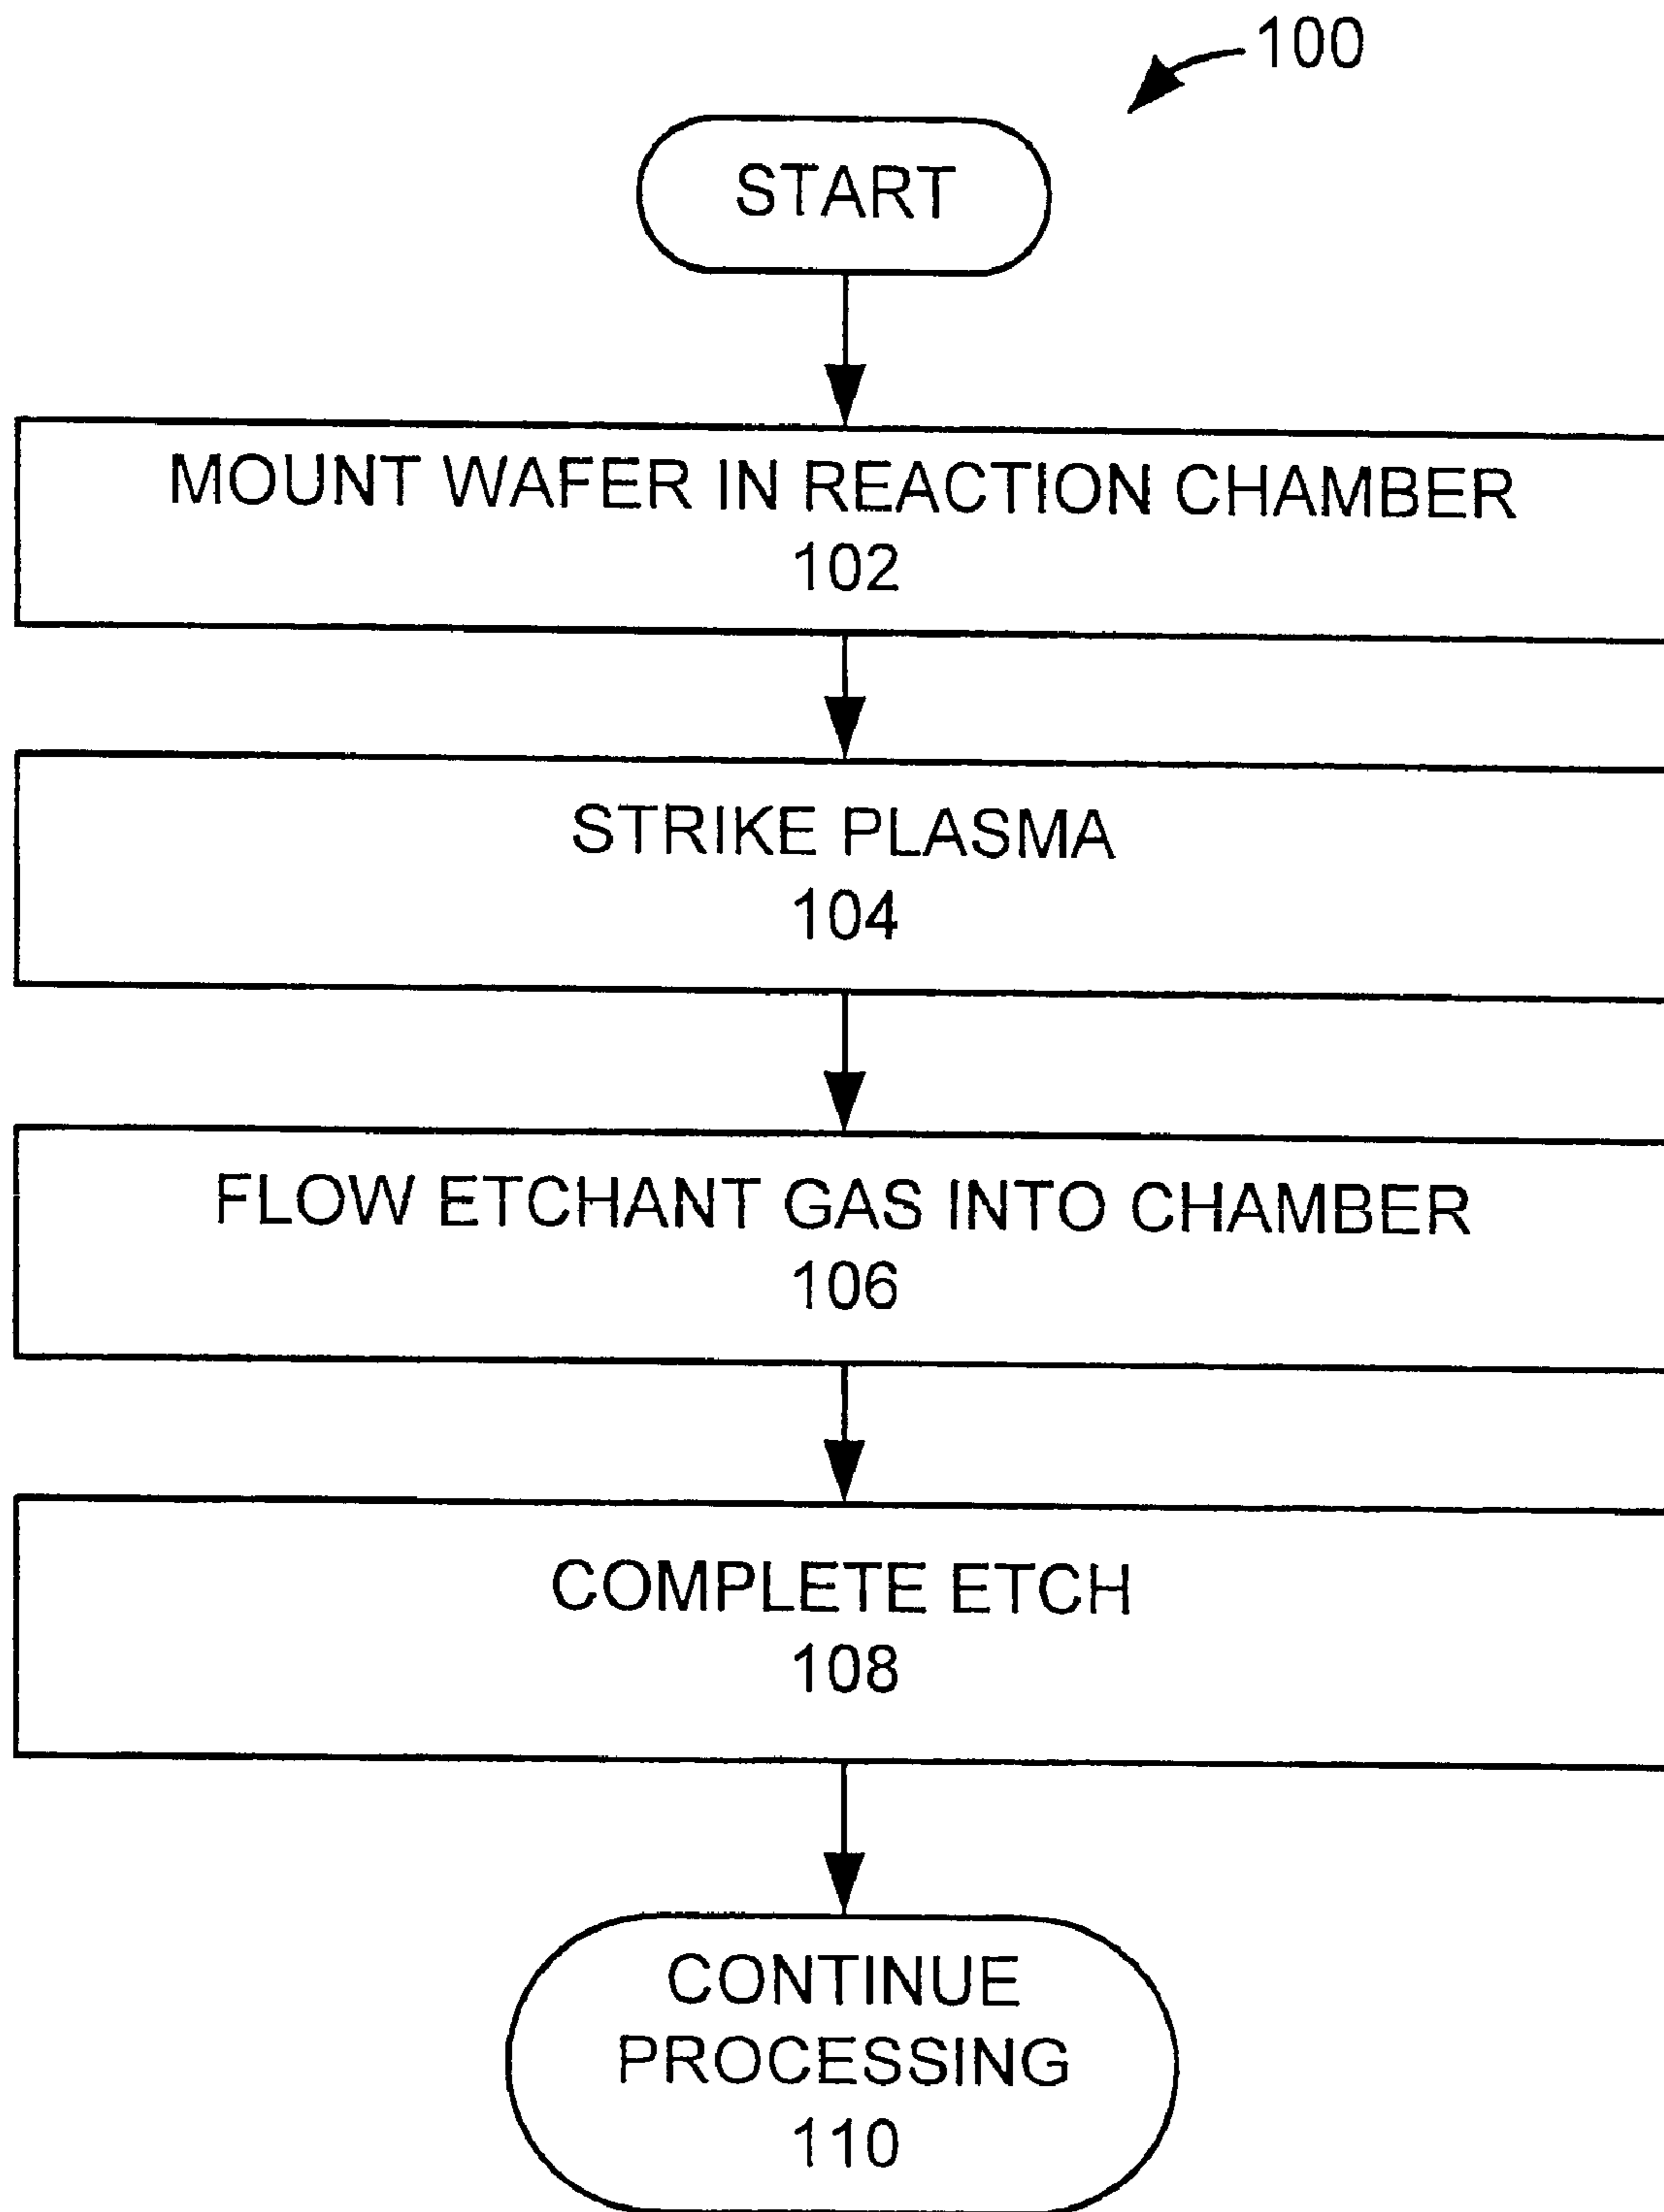 100
START
MOUNT WAFER IN REACTION CHAMBER
102
STRIKE PLASMA
104
FLOW ETCHANT GAS INTO CHAMBER
106
COMPLETE ETCH
108
CONTINUE
PROCESSING
110